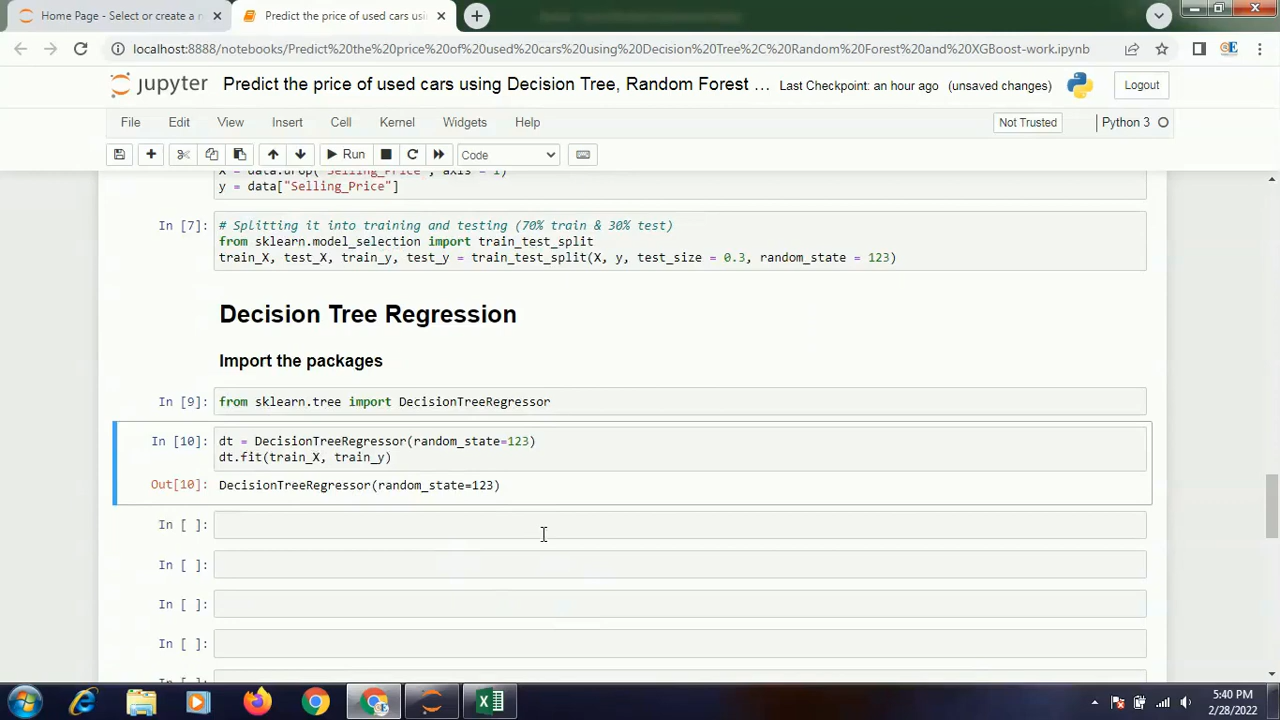 Home Page - Select or create a n
Predict the price of used cars usin
localhost:8888/notebooks/Predict%20the%20price%20of%20used%20cars%20using%20Decision%20Tree%2C%20Random%20Forest%20and%20XGBoost-work.ipynb
jupyter
Predict the price of used cars using Decision Tree, Random Forest ...
Last Checkpoint: an hour ago
(unsaved changes)
Logout
File
Edit
View
Insert
Cell
Kernel
Widgets
Help
Not Trusted
Python 3
Run
Code
X = data.drop("Selling_Price", axis = 1)
y = data["Selling_Price"]
In [7]:
# Splitting it into training and testing (70% train & 30% test)
from sklearn.model_selection import train_test_split
train_X, test_X, train_y, test_y = train_test_split(X, y, test_size = 0.3, random_state = 123)
Decision Tree Regression
Import the packages
In [9]:
from sklearn.tree import DecisionTreeRegressor
In [10]:
dt = DecisionTreeRegressor(random_state=123)
dt.fit(train_X, train_y)
Out[10]:
DecisionTreeRegressor(random_state=123)
In [ ]:
In [ ]:
In [ ]:
In [ ]:
5:40 PM
2/28/2022